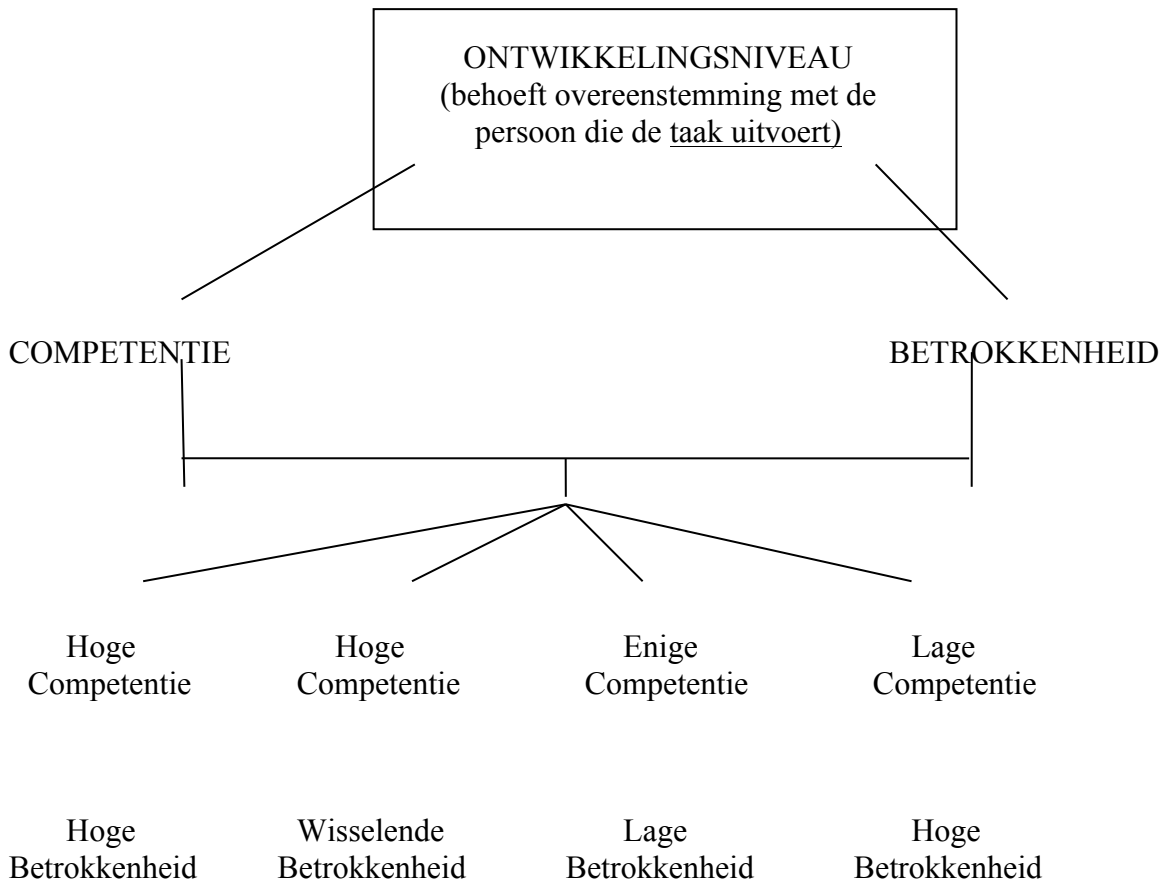 ONTWIKKELINGSNIVEAU
(behoeft overeenstemming met de
persoon die de taak uitvoert)
COMPETENTIE BETROKKENHEID
Hoge Hoge Enige Lage
Competentie Competentie Competentie Competentie
Hoge Wisselende Lage Hoge
Betrokkenheid Betrokkenheid Betrokkenheid Betrokkenheid